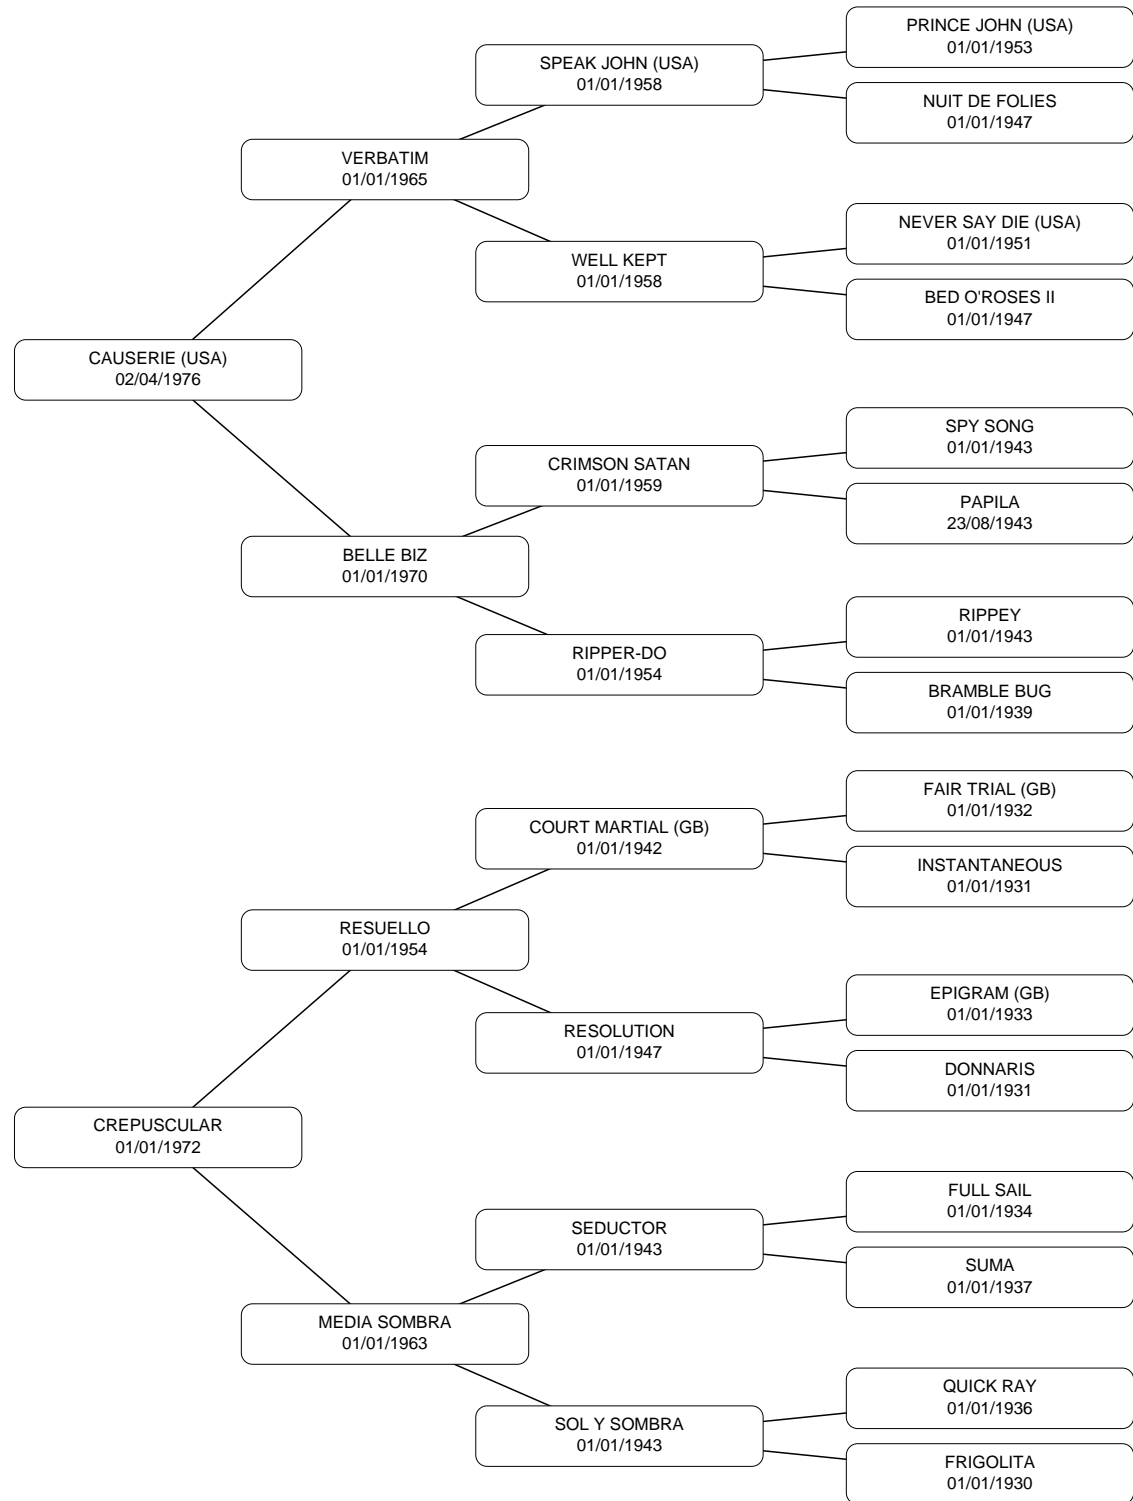 PRINCE JOHN (USA)
01/01/1953
SPEAK JOHN (USA)
01/01/1958
NUIT DE FOLIES
01/01/1947
VERBATIM
01/01/1965
NEVER SAY DIE (USA)
01/01/1951
WELL KEPT
01/01/1958
BED O'ROSES II
01/01/1947
CAUSERIE (USA)
02/04/1976
SPY SONG
01/01/1943
CRIMSON SATAN
01/01/1959
PAPILA
23/08/1943
BELLE BIZ
01/01/1970
RIPPEY
01/01/1943
RIPPER-DO
01/01/1954
BRAMBLE BUG
01/01/1939
FAIR TRIAL (GB)
01/01/1932
COURT MARTIAL (GB)
01/01/1942
INSTANTANEOUS
01/01/1931
RESUELLO
01/01/1954
EPIGRAM (GB)
01/01/1933
RESOLUTION
01/01/1947
DONNARIS
01/01/1931
CREPUSCULAR
01/01/1972
FULL SAIL
01/01/1934
SEDUCTOR
01/01/1943
SUMA
01/01/1937
MEDIA SOMBRA
01/01/1963
QUICK RAY
01/01/1936
SOL Y SOMBRA
01/01/1943
FRIGOLITA
01/01/1930